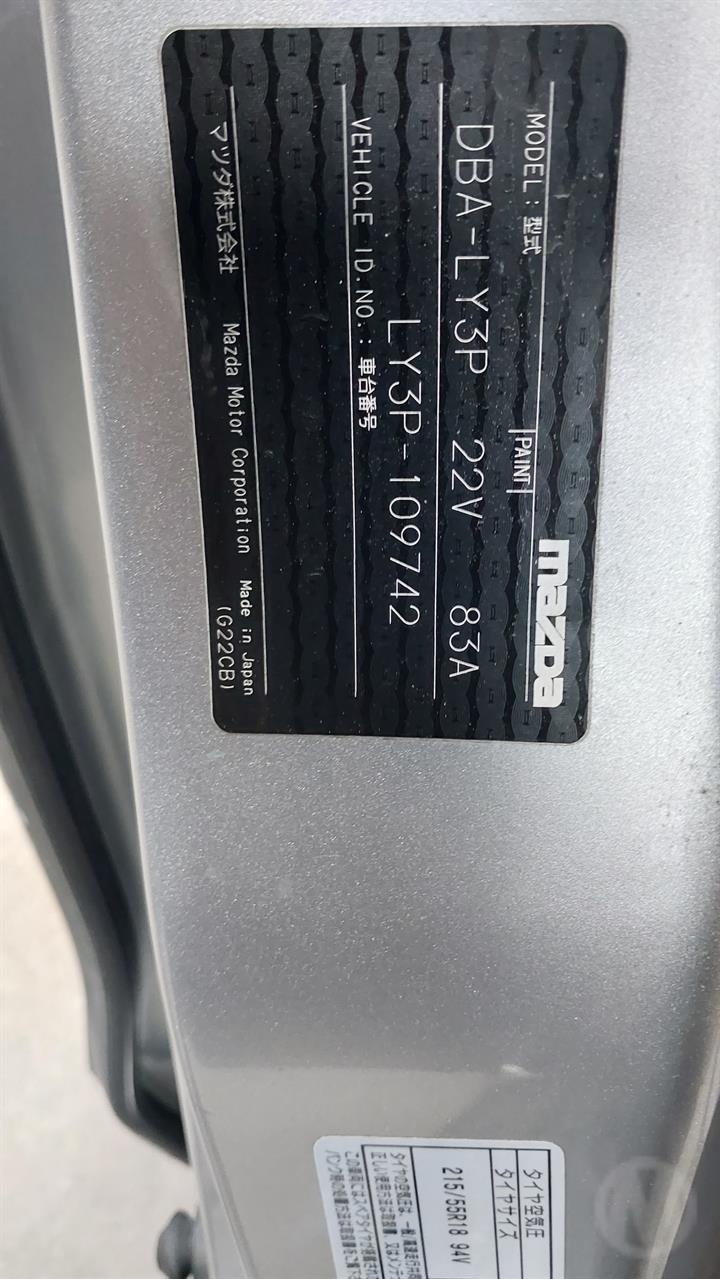 mazda
MODEL : 型式
PAINT
DBA-LY3P 22V 83A
LY3P-109742
VEHICLE ID.NO.: 車台番号
マツダ株式会社 Mazda Motor Corporation Made in Japan
(G22CB)
タイヤ空気圧
タイヤサイズ
215/55R18 94V